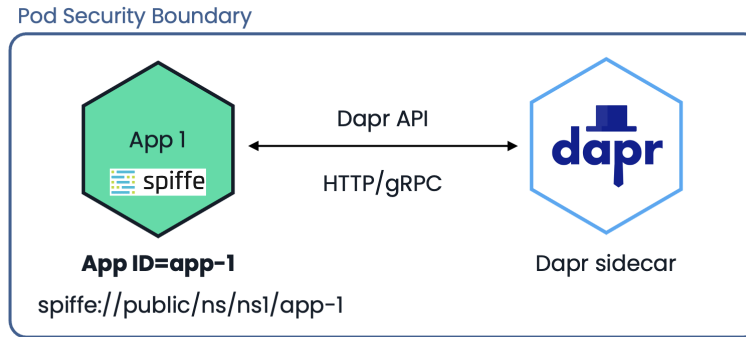 Pod Security Boundary
App 1
spiffe
Dapr API
HTTP/gRPC
dapr
App ID=app-1
spiffe://public/ns/ns1/app-1
Dapr sidecar